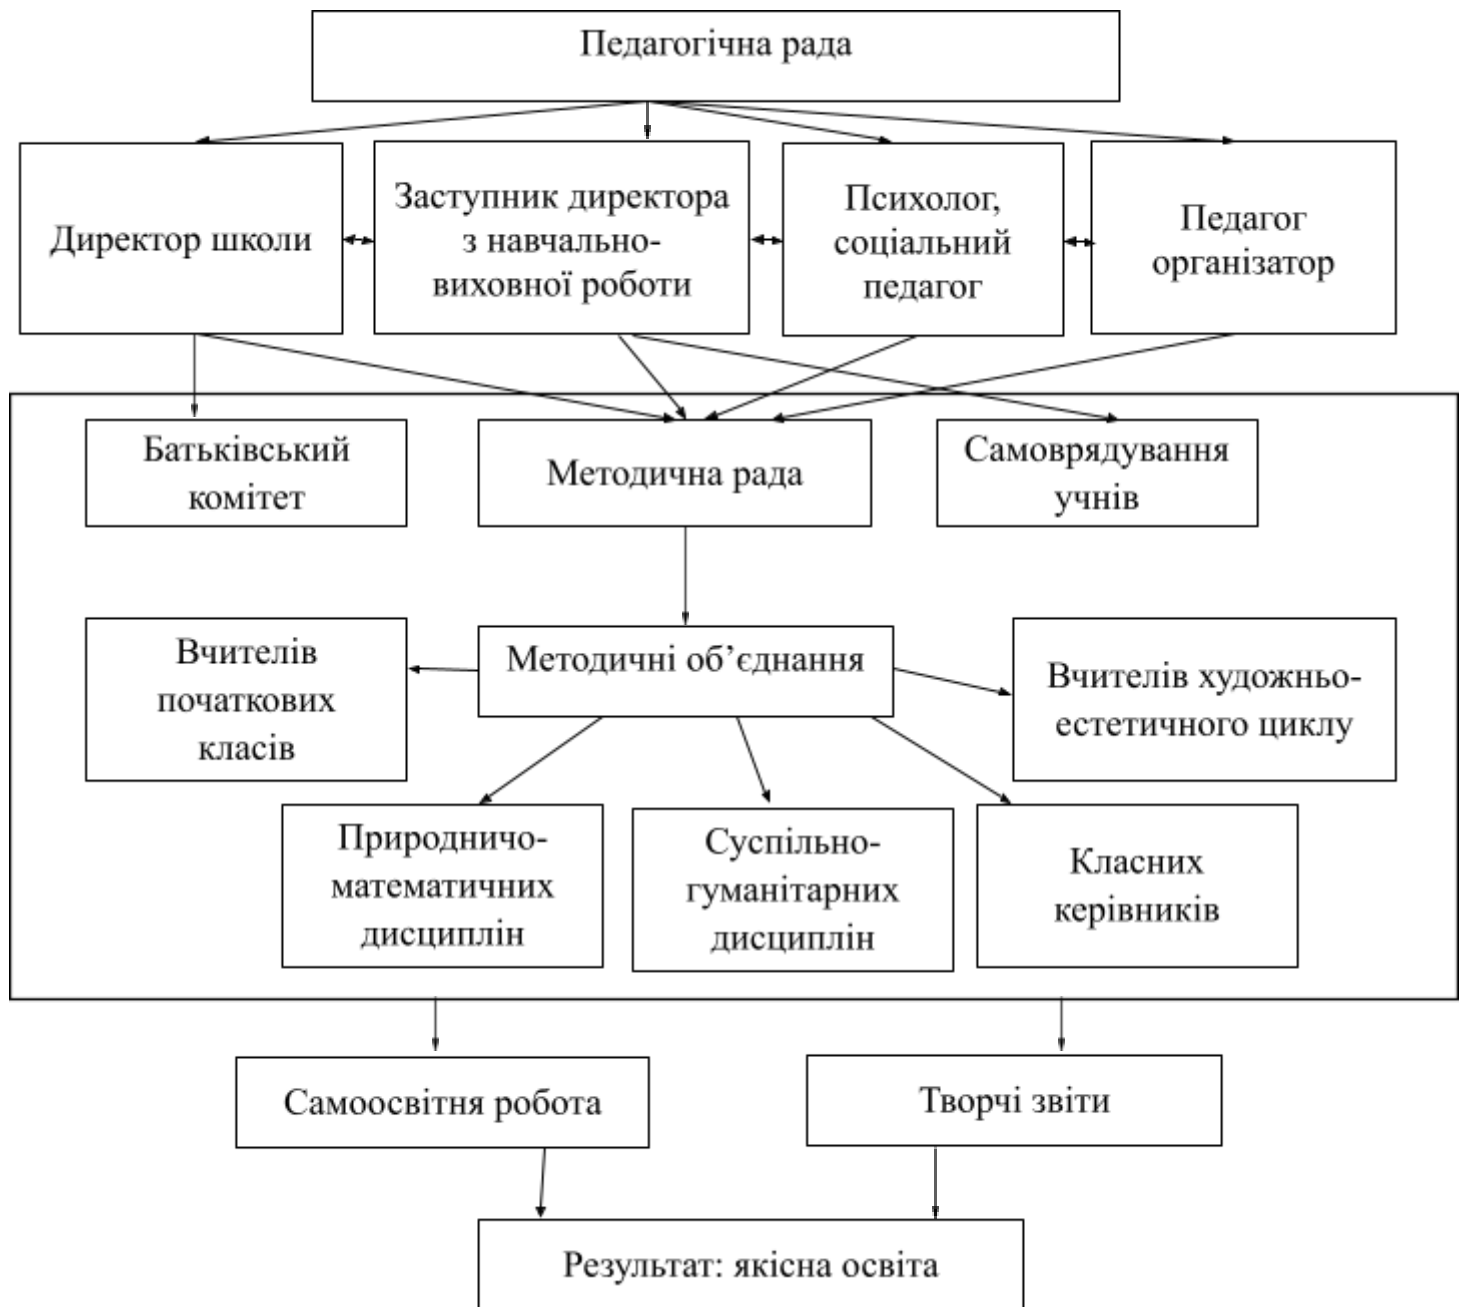 Педагогічна рада
Директор школи
Заступник директора
з навчально-
виховної роботи
Психолог,
соціальний
педагог
Педагог
організатор
Батьківський
комітет
Методична рада
Самоврядування
учнів
Вчителів
початкових
класів
Методичні об’єднання
Вчителів художньо-
естетичного циклу
Природничо-
математичних
дисциплін
Суспільно-
гуманітарних
дисциплін
Класних
керівників
Самоосвітня робота
Творчі звіти
Результат: якісна освіта